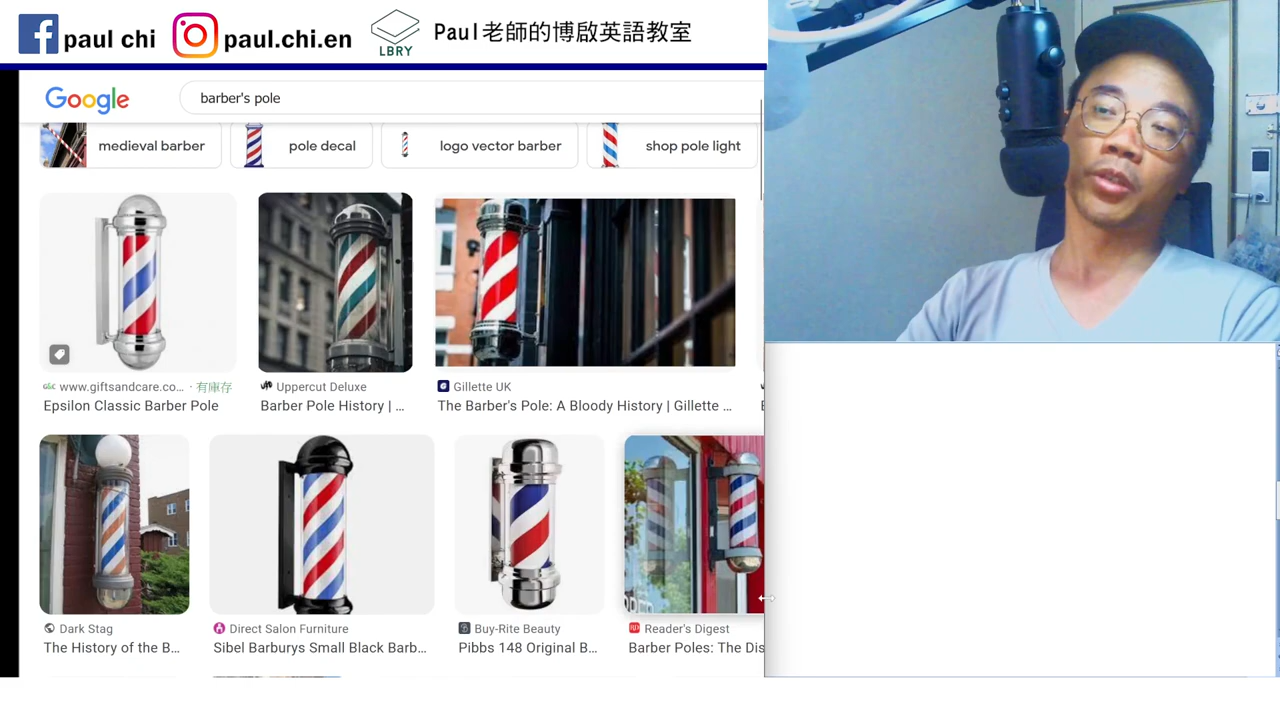 paul chi
paul.chi.en
LBRY
Paul老師的博啟英語教室
Google
barber's pole
medieval barber
pole decal
logo vector barber
shop pole light
www.giftsandcare.co... · 有庫存
Epsilon Classic Barber Pole
Uppercut Deluxe
Barber Pole History | ...
Gillette UK
The Barber's Pole: A Bloody History | Gillette ...
Dark Stag
The History of the B...
Direct Salon Furniture
Sibel Barburys Small Black Barb...
Buy-Rite Beauty
Pibbs 148 Original B...
Reader's Digest
Barber Poles: The Dis